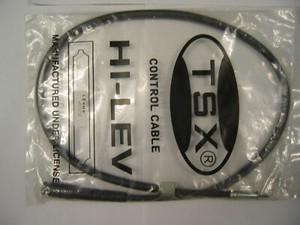 TSX®
CONTROL CABLE
HI-LEV
MANUFACTURED UNDER LICENSE